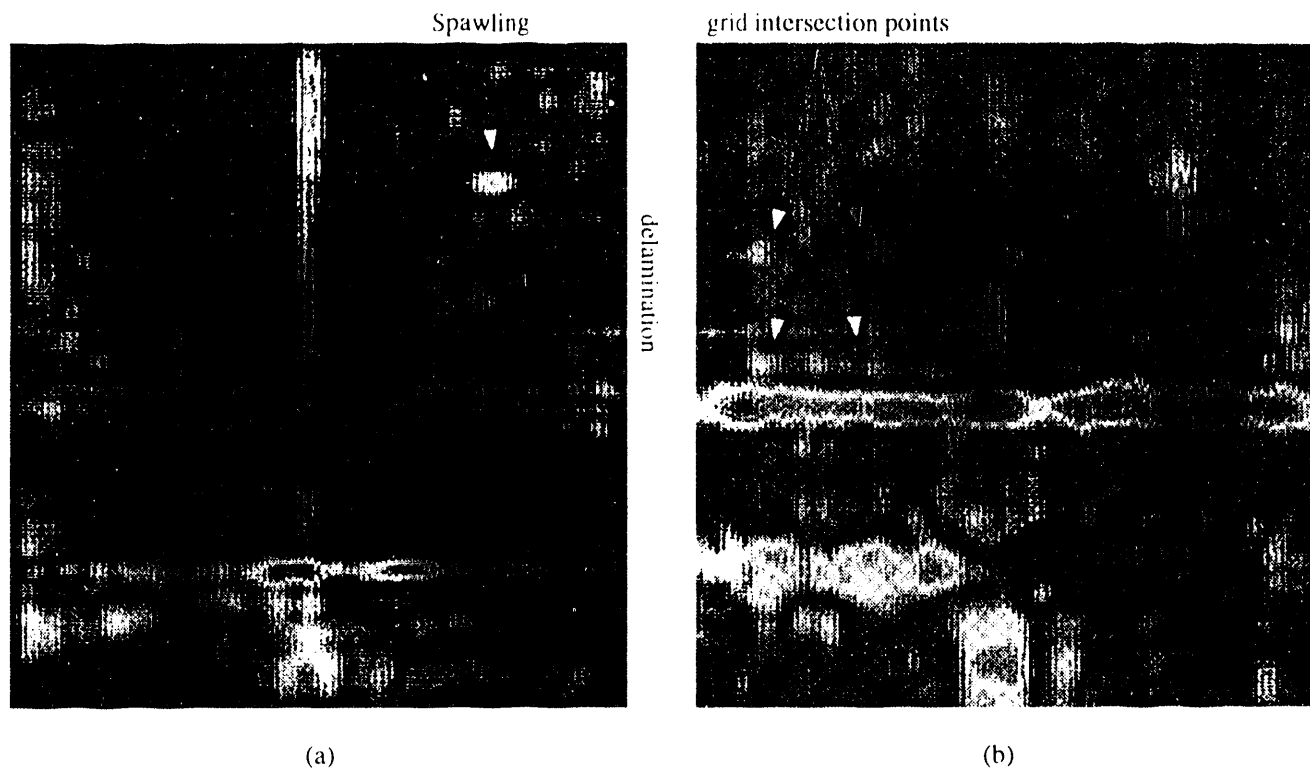 Spawling
grid intersection points
delamination
(a)
(b)